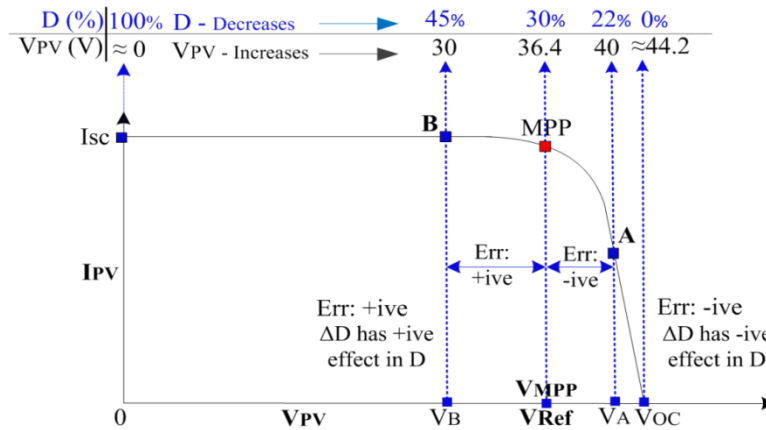 D (%) 100% D - Decreases 45% 30% 22% 0%
VPV (V) ≈ 0 VPV - Increases 30 36.4 40 ≈44.2
Isc B MPP
A
Err: +ive Err: -ive
IPV
Err: +ive
ΔD has +ive
effect in D
Err: -ive
ΔD has -ive
effect in D
VMPP
0 VPV VB VRef VA VOC